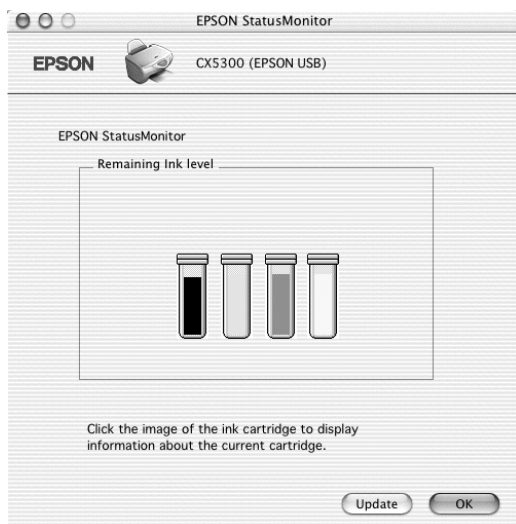 EPSON StatusMonitor
EPSON
CX5300 (EPSON USB)
EPSON StatusMonitor
Remaining Ink level
Click the image of the ink cartridge to display
information about the current cartridge.
Update
OK